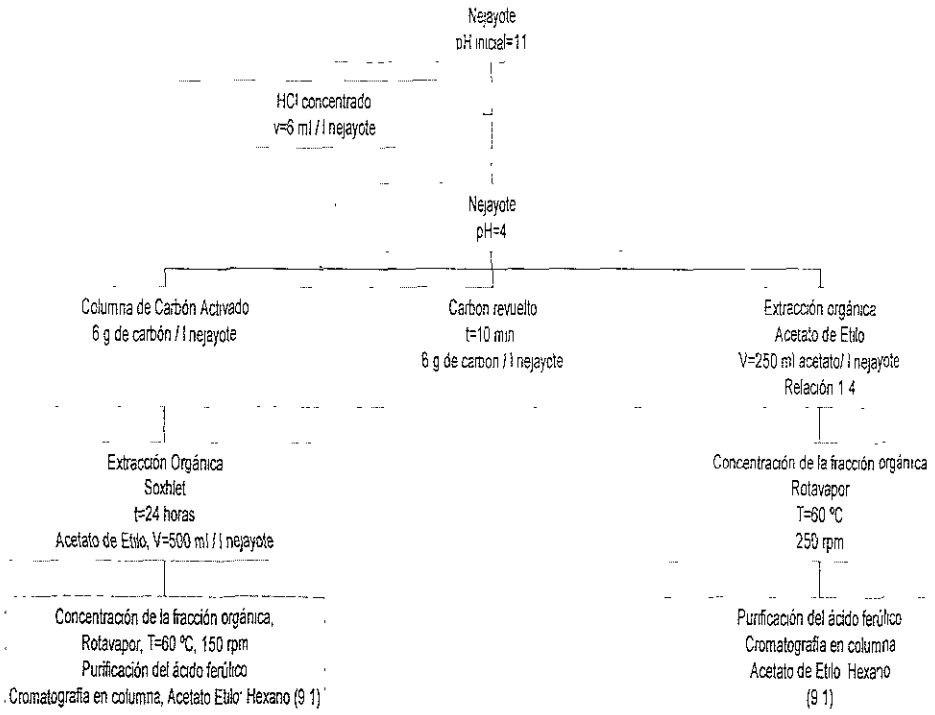 Nejayote
pH inicial=11
HCl concentrado
v=6 ml / l nejayote
Nejayote
pH=4
Columna de Carbón Activado
6 g de carbón / l nejayote
Carbon revuelto
t=10 min
6 g de carbon / l nejayote
Extracción orgánica
Acetato de Etilo
V=250 ml acetato/ l nejayote
Relación 1 4
Extracción Orgánica
Soxhlet
t=24 horas
Acetato de Etilo, V=500 ml / l nejayote
Concentración de la fracción orgánica
Rotavapor
T=60 ºC
250 rpm
Concentración de la fracción orgánica,
Rotavapor, T=60 ºC, 150 rpm
Purificación del ácido ferúlico
Cromatografía en columna, Acetato Etilo Hexano (9 1)
Purificación del ácido ferúlico
Cromatografía en columna
Acetato de Etilo Hexano
(9 1)